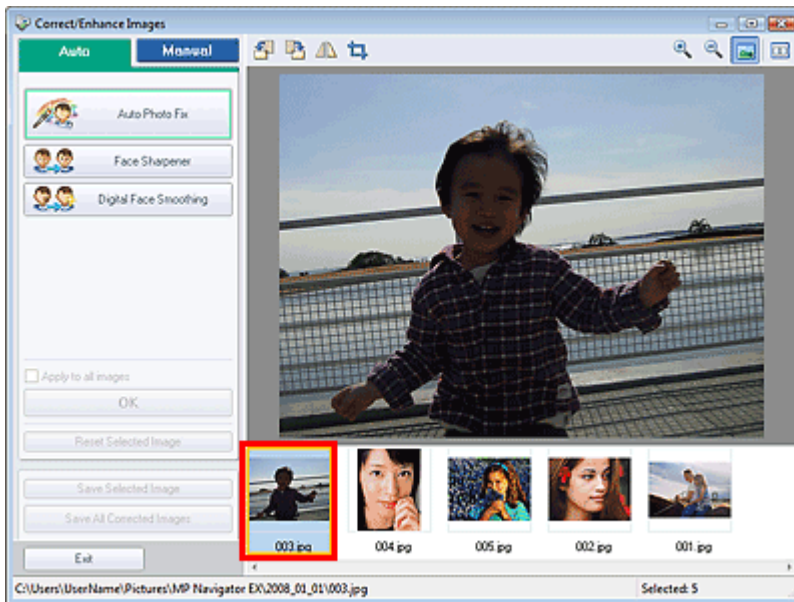 Correct/Enhance Images
Auto
Manual
Auto Photo Fix
Face Sharpener
Digital Face Smoothing
Apply to all images
OK
Reset Selected Image
Save Selected Image
Save All Corrected Images
Exit
003.jpg
004.jpg
005.jpg
002.jpg
001.jpg
C:\Users\UserName\Pictures\MP Navigator EX\2008_01_01\003.jpg
Selected: 5